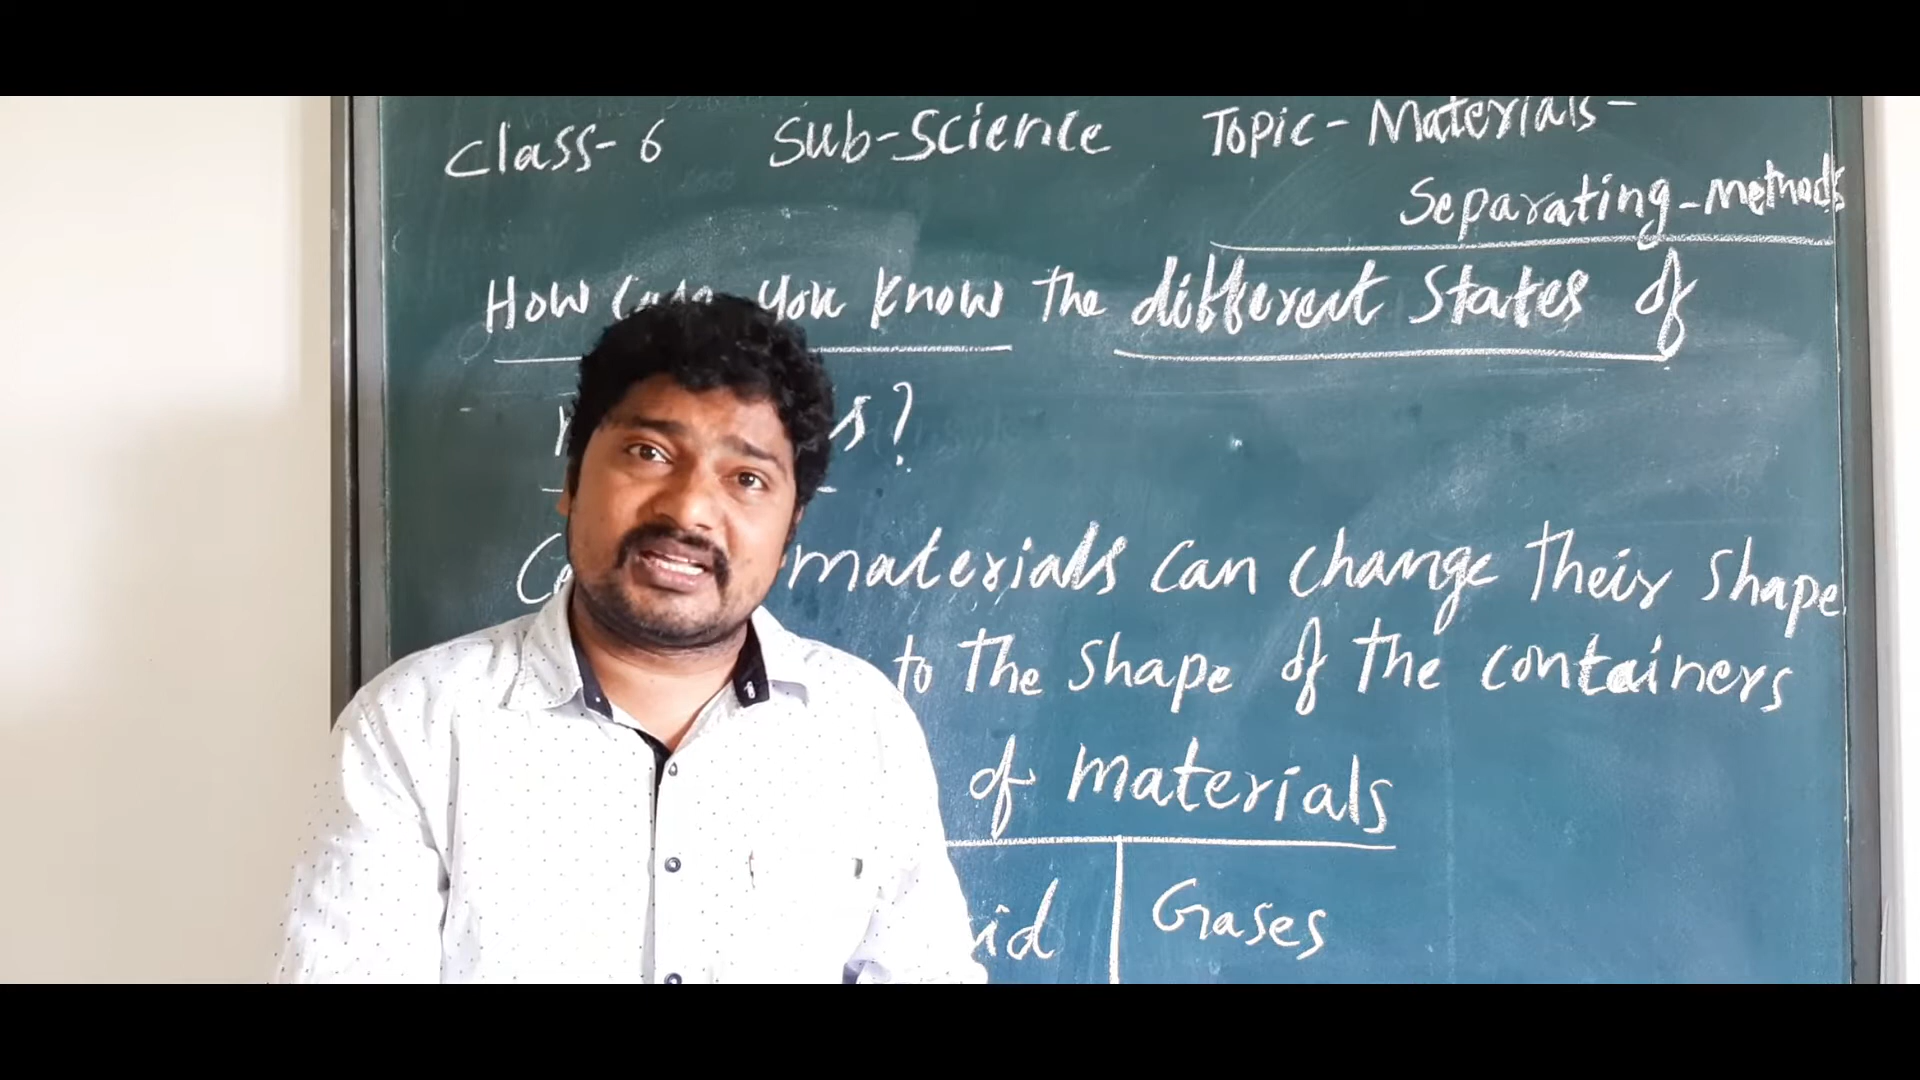 Class-6 Sub-Science Topic-Materials-
Separating-methods
How can you know the different states of
s?
materials can change their shape
to the shape of the containers
of materials
Gases